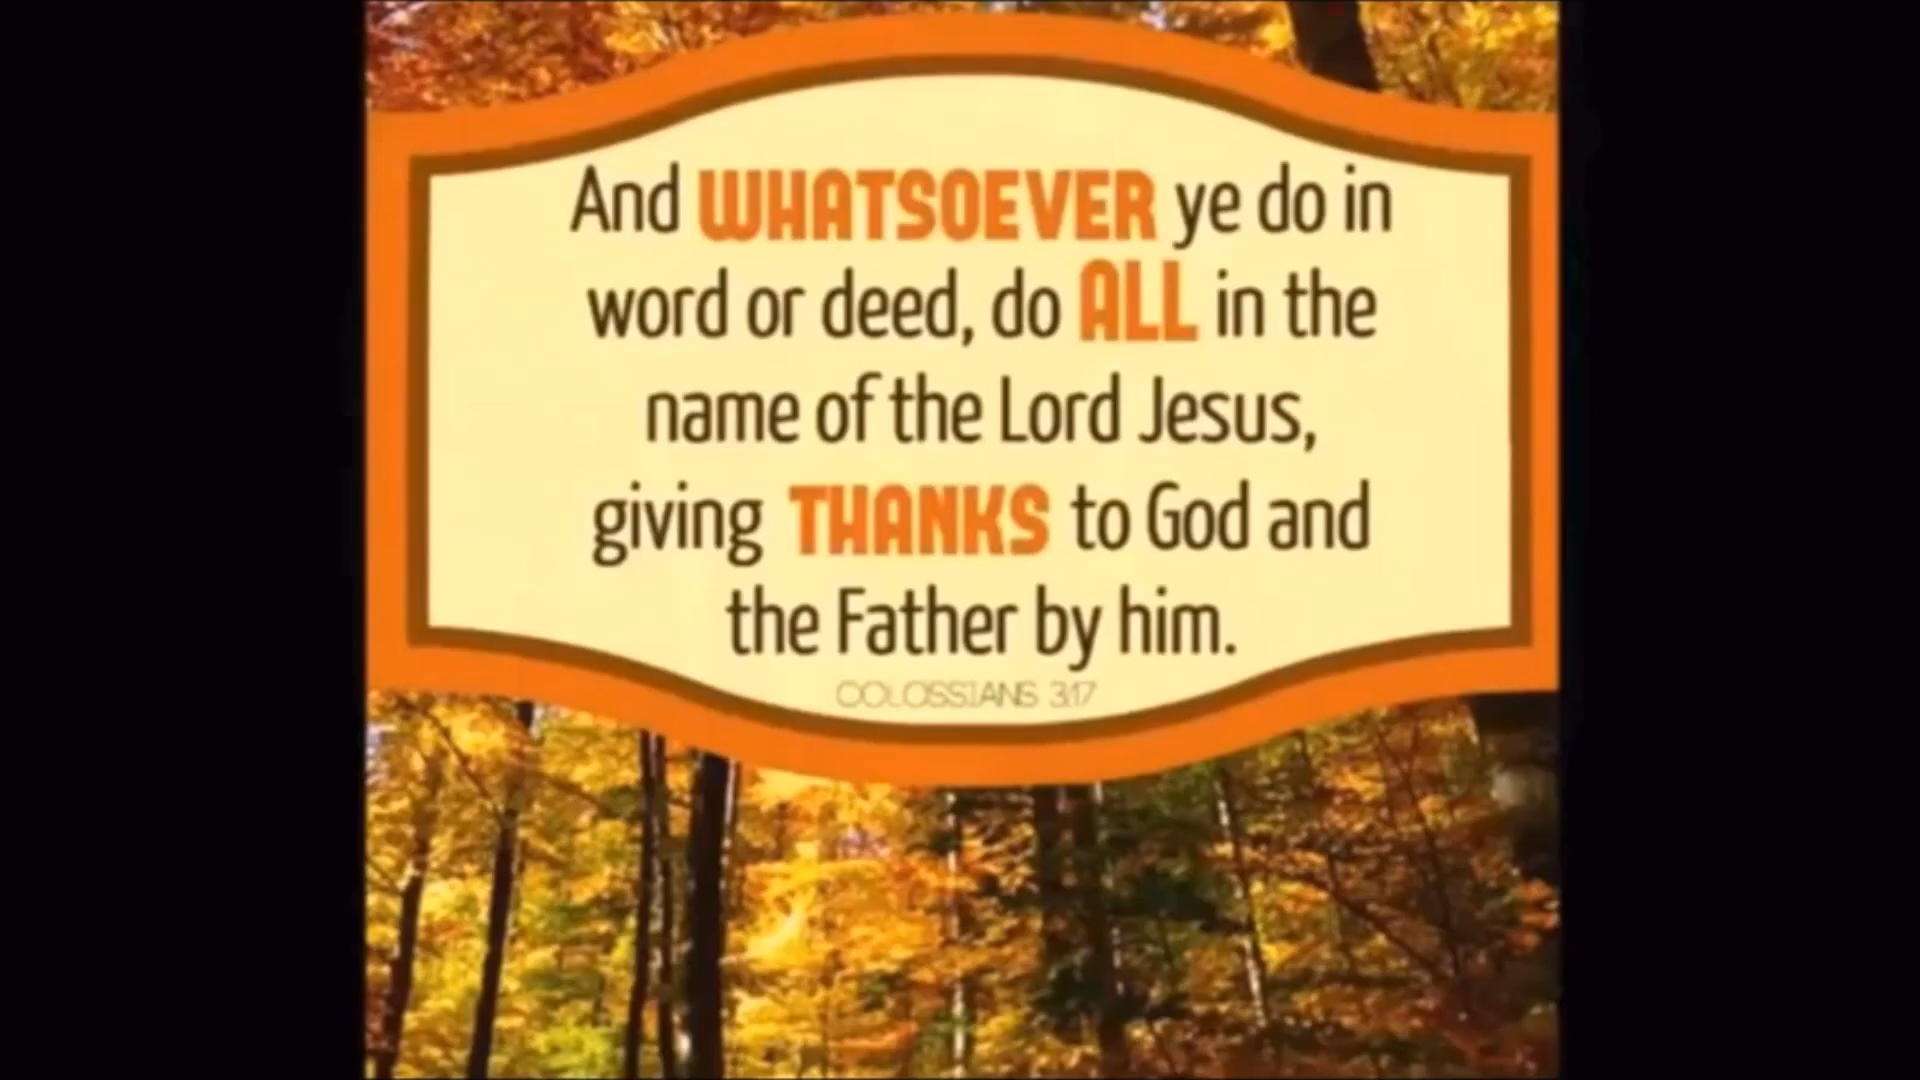 And WHATSOEVER ye do in
word or deed, do ALL in the
name of the Lord Jesus,
giving THANKS to God and
the Father by him.
COLOSSIANS 3:17